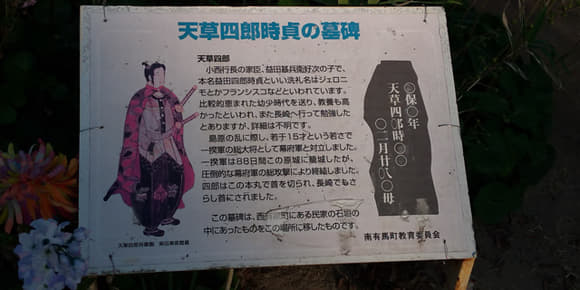 天草四郎時貞の墓碑
天草四郎
小西行長の家臣、益田甚兵衛好次の子で、
本名益田四郎時貞といい洗礼名はジェロニ
モとかフランシスコなどといわれています。
比較的恵まれた幼少時代を送り、教養も高
かったといわれ、また長崎へ行って勉強した
とありますが、詳細は不明です。
島原の乱に際し、若干15才という若さで
一揆軍の総大将として幕府軍と対立しました。
一揆軍は88日間この原城に籠城したが、
圧倒的な幕府軍の総攻撃により終結しました。
四郎はこの本丸で首を切られ、長崎でもさ
らし首にされました。
この墓碑は、西町にある民家の石垣の
中にあったものをこの場所に移したものです。
保〇年
天草四郎時〇
〇二月廿八〇母
天草四郎肖像画
南有馬町教育委員会